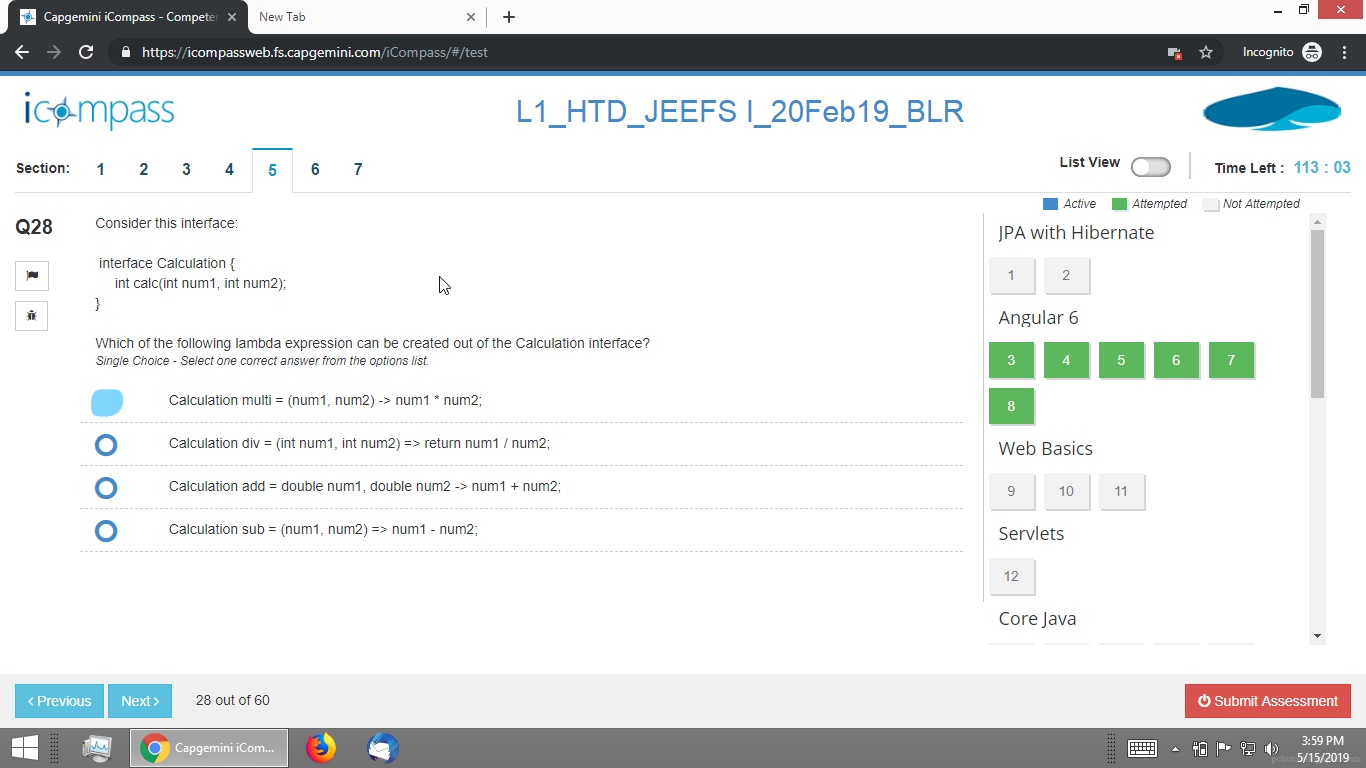 Capgemini iCompass - Competer
New Tab
https://icompassweb.fs.capgemini.com/iCompass/#/test
Incognito
icompass
L1_HTD_JEEFS I_20Feb19_BLR
Section: 1 2 3 4 5 6 7
List View
Time Left : 113 : 03
Active Attempted Not Attempted
Q28
Consider this interface:
interface Calculation {
int calc(int num1, int num2);
}
Which of the following lambda expression can be created out of the Calculation interface?
Single Choice - Select one correct answer from the options list.
Calculation multi = (num1, num2) -> num1 * num2;
Calculation div = (int num1, int num2) => return num1 / num2;
Calculation add = double num1, double num2 -> num1 + num2;
Calculation sub = (num1, num2) => num1 - num2;
JPA with Hibernate
1 2
Angular 6
3 4 5 6 7
8
Web Basics
9 10 11
Servlets
12
Core Java
< Previous
Next >
28 out of 60
Submit Assessment
Capgemini iCom...
3:59 PM
5/15/2019